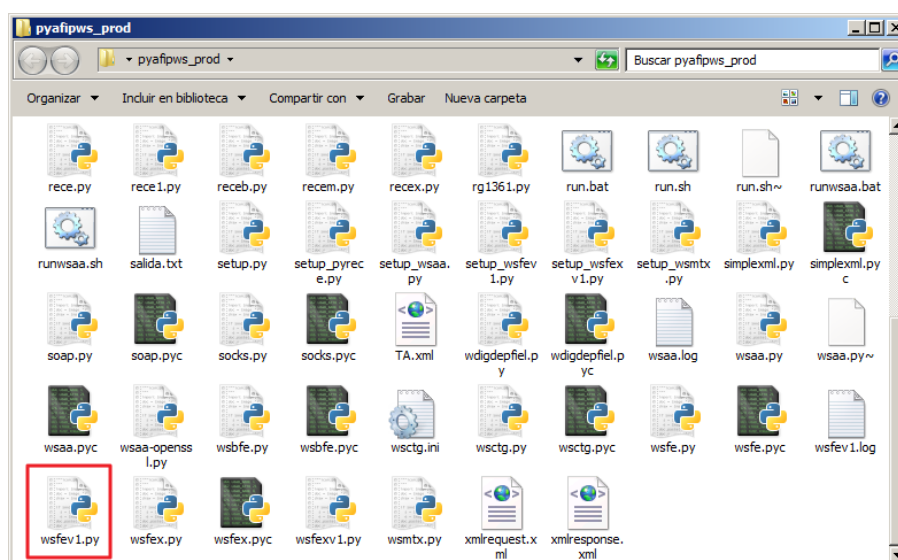 pyafipws_prod
pyafipws_prod
Buscar pyafipws_prod
Organizar Incluir en biblioteca Compartir con Grabar Nueva carpeta
rece.py rece1.py receb.py recem.py recex.py rg1361.py run.bat run.sh run.sh~ runwsaa.bat
runwsaa.sh salida.txt setup.py setup_pyrec setup_wsaa. setup_wsfev setup_wsfex setup_wsmtx simplexml.py simplexml.py
e.py py 1.py v1.py .py c
soap.py soap.pyc socks.py socks.pyc TA.xml wdigdepfiel.p wdigdepfiel.p wsaa.log wsaa.py wsaa.py~
y yc
wsaa.pyc wsaa-openss wsbfe.py wsbfe.pyc wsctg.ini wsctg.py wsctg.pyc wsfe.py wsfe.pyc wsfev1.log
l.py
wsfev1.py wsfex.py wsfex.pyc wsfexv1.py wsmtx.py xmlrequest.x xmlresponse.
ml xml